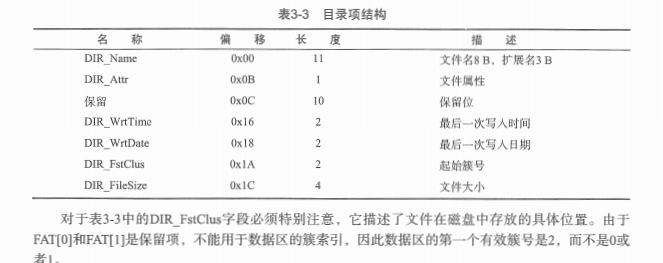 表3-3 目录项结构
名 称 偏 移 长 度 描 述
DIR_Name 0x00 11 文件名8 B，扩展名3 B
DIR_Attr 0x0B 1 文件属性
保留 0x0C 10 保留位
DIR_WrtTime 0x16 2 最后一次写入时间
DIR_WrtDate 0x18 2 最后一次写入日期
DIR_FstClus 0x1A 2 起始簇号
DIR_FileSize 0x1C 4 文件大小
对于表3-3中的DIR_FstClus字段必须特别注意，它描述了文件在磁盘中存放的具体位置。由于
FAT[0]和FAT[1]是保留项，不能用于数据区的簇索引，因此数据区的第一个有效簇号是2，而不是0或
者1。